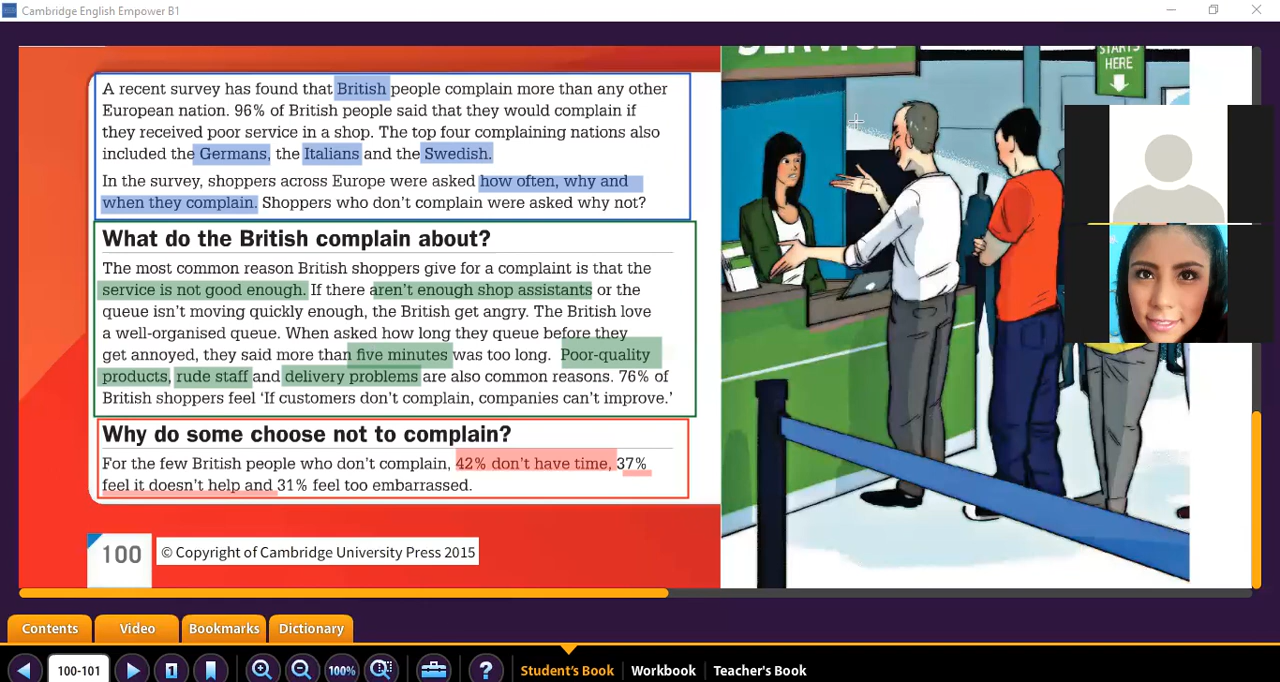 Cambridge English Empower B1
A recent survey has found that British people complain more than any other
European nation. 96% of British people said that they would complain if
they received poor service in a shop. The top four complaining nations also
included the Germans, the Italians and the Swedish.
In the survey, shoppers across Europe were asked how often, why and
when they complain. Shoppers who don't complain were asked why not?
What do the British complain about?
The most common reason British shoppers give for a complaint is that the
service is not good enough. If there aren't enough shop assistants or the
queue isn't moving quickly enough, the British get angry. The British love
a well-organised queue. When asked how long they queue before they
get annoyed, they said more than five minutes was too long. Poor-quality
products, rude staff and delivery problems are also common reasons. 76% of
British shoppers feel 'If customers don't complain, companies can't improve.'
Why do some choose not to complain?
For the few British people who don't complain, 42% don't have time, 37%
feel it doesn't help and 31% feel too embarrassed.
100
© Copyright of Cambridge University Press 2015
SERVICE
STARTS
HERE
Contents
Video
Bookmarks
Dictionary
100-101
1
100%
?
Student's Book
Workbook
Teacher's Book